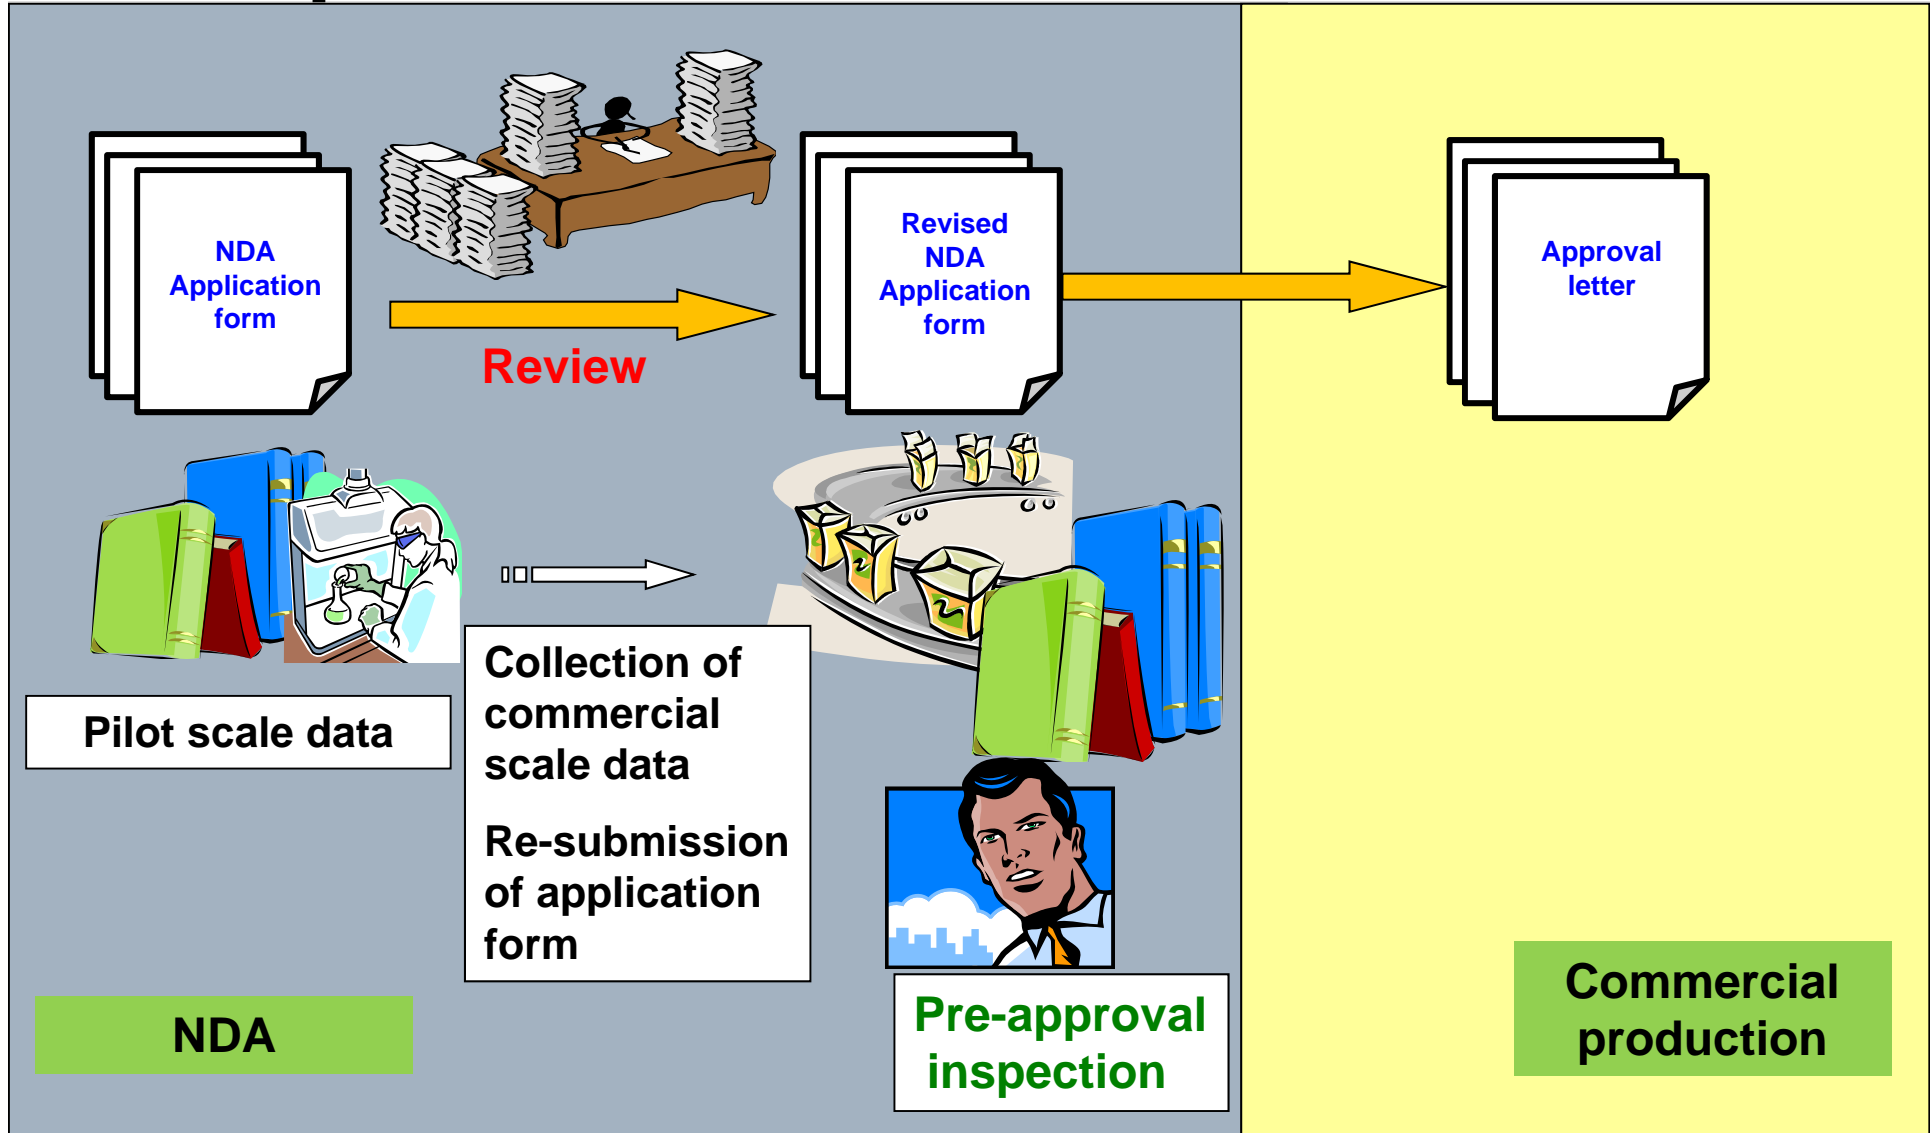 NDA
Application
form
Review
Revised
NDA
Application
form
Approval
letter
Pilot scale data
Collection of
commercial
scale data
Re-submission
of application
form
NDA
Pre-approval
inspection
Commercial
production